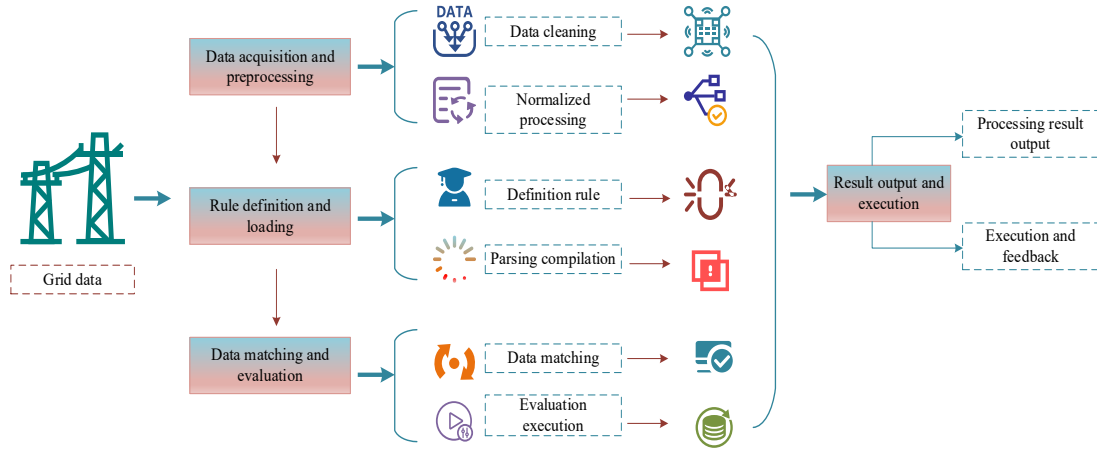 Grid data
Data acquisition and
preprocessing
DATA
Data cleaning
Normalized
processing
Rule definition and
loading
Definition rule
Parsing compilation
Data matching and
evaluation
Data matching
Evaluation
execution
Result output and
execution
Processing result
output
Execution and
feedback